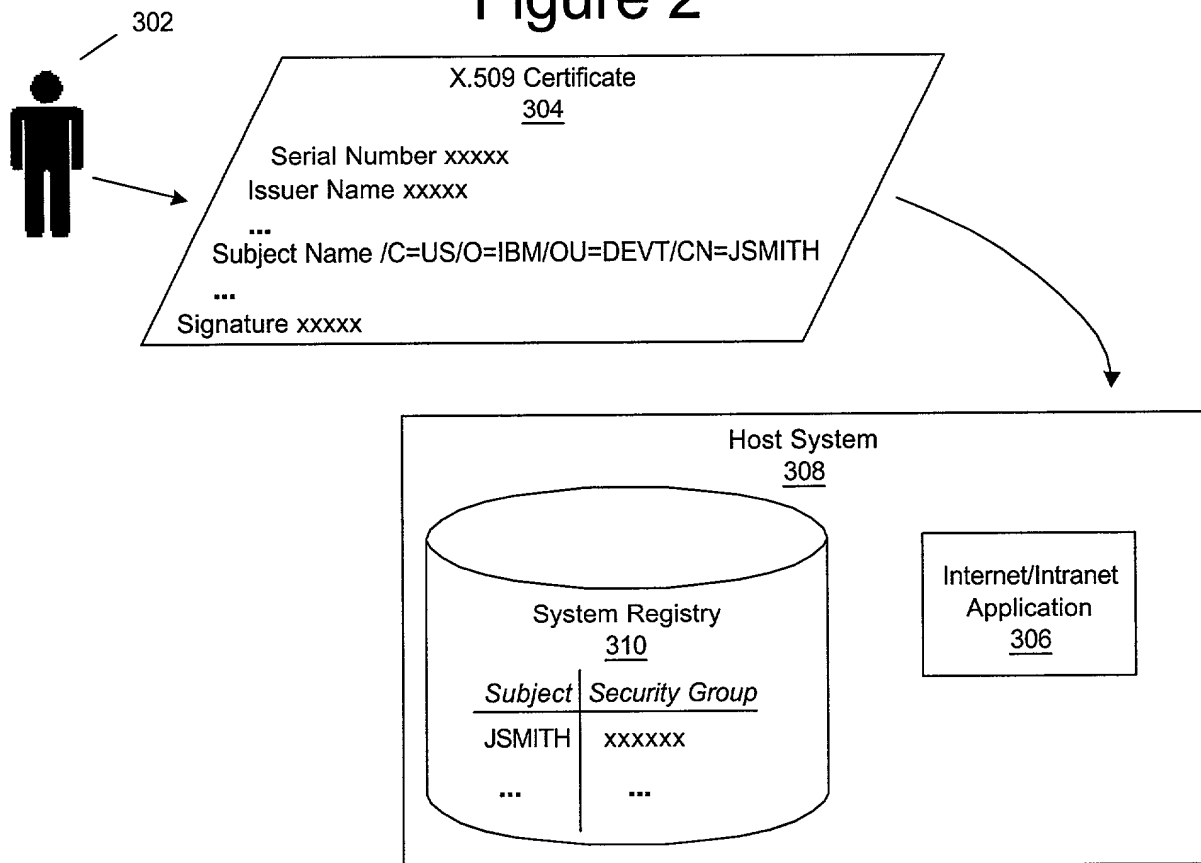 Figure 2
302
X.509 Certificate
304
Serial Number xxxxx
Issuer Name xxxxx
...
Subject Name /C=US/O=IBM/OU=DEVT/CN=JSMITH
...
Signature xxxxx
Host System
308
System Registry
310
Subject Security Group
JSMITH xxxxxx
... ...
Internet/Intranet
Application
306